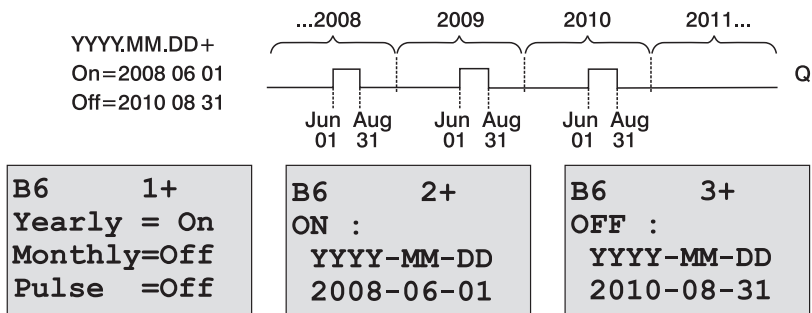 ...2008 2009 2010 2011...
YYYY.MM.DD+
On=2008 06 01
Off=2010 08 31
Q
Jun Aug Jun Aug Jun Aug
01 31 01 31 01 31
B6 1+
Yearly = On
Monthly=Off
Pulse =Off
B6 2+
ON :
YYYY-MM-DD
2008-06-01
B6 3+
OFF :
YYYY-MM-DD
2010-08-31